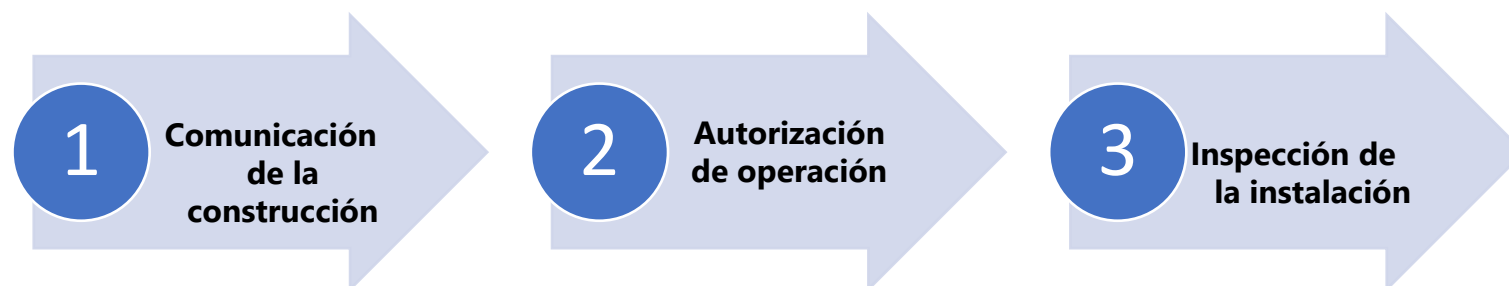 1
Comunicación
de la
construcción
2
Autorización
de operación
3
Inspección de
la instalación